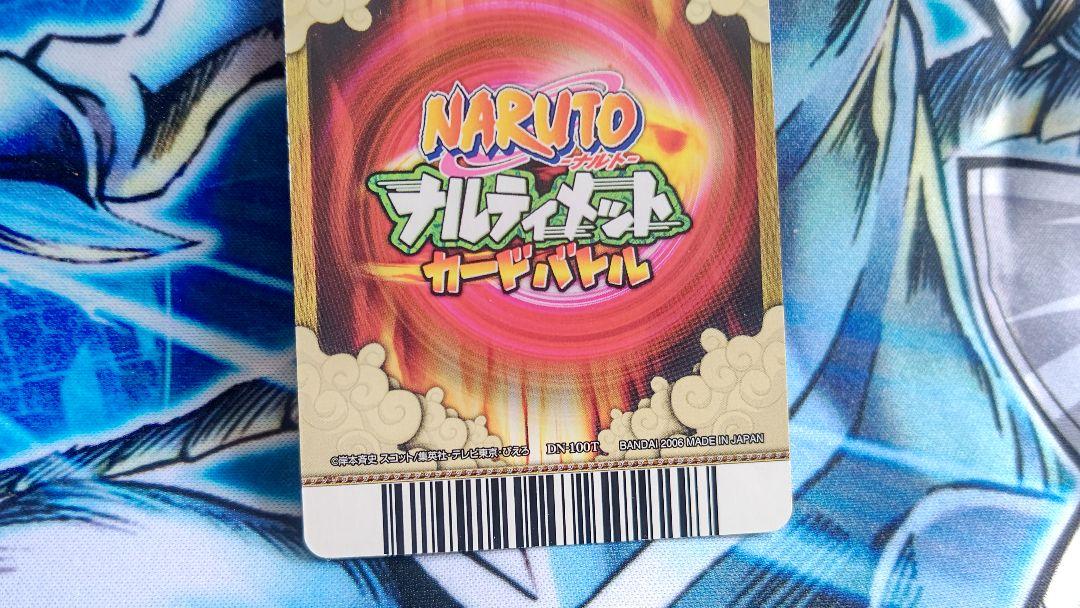 NARUTO
-ナルト-
ナルティメット
カードバトル
©岸本斉史 スコット/集英社・テレビ東京・ぴえろ DN-100T BANDAI 2006 MADE IN JAPAN